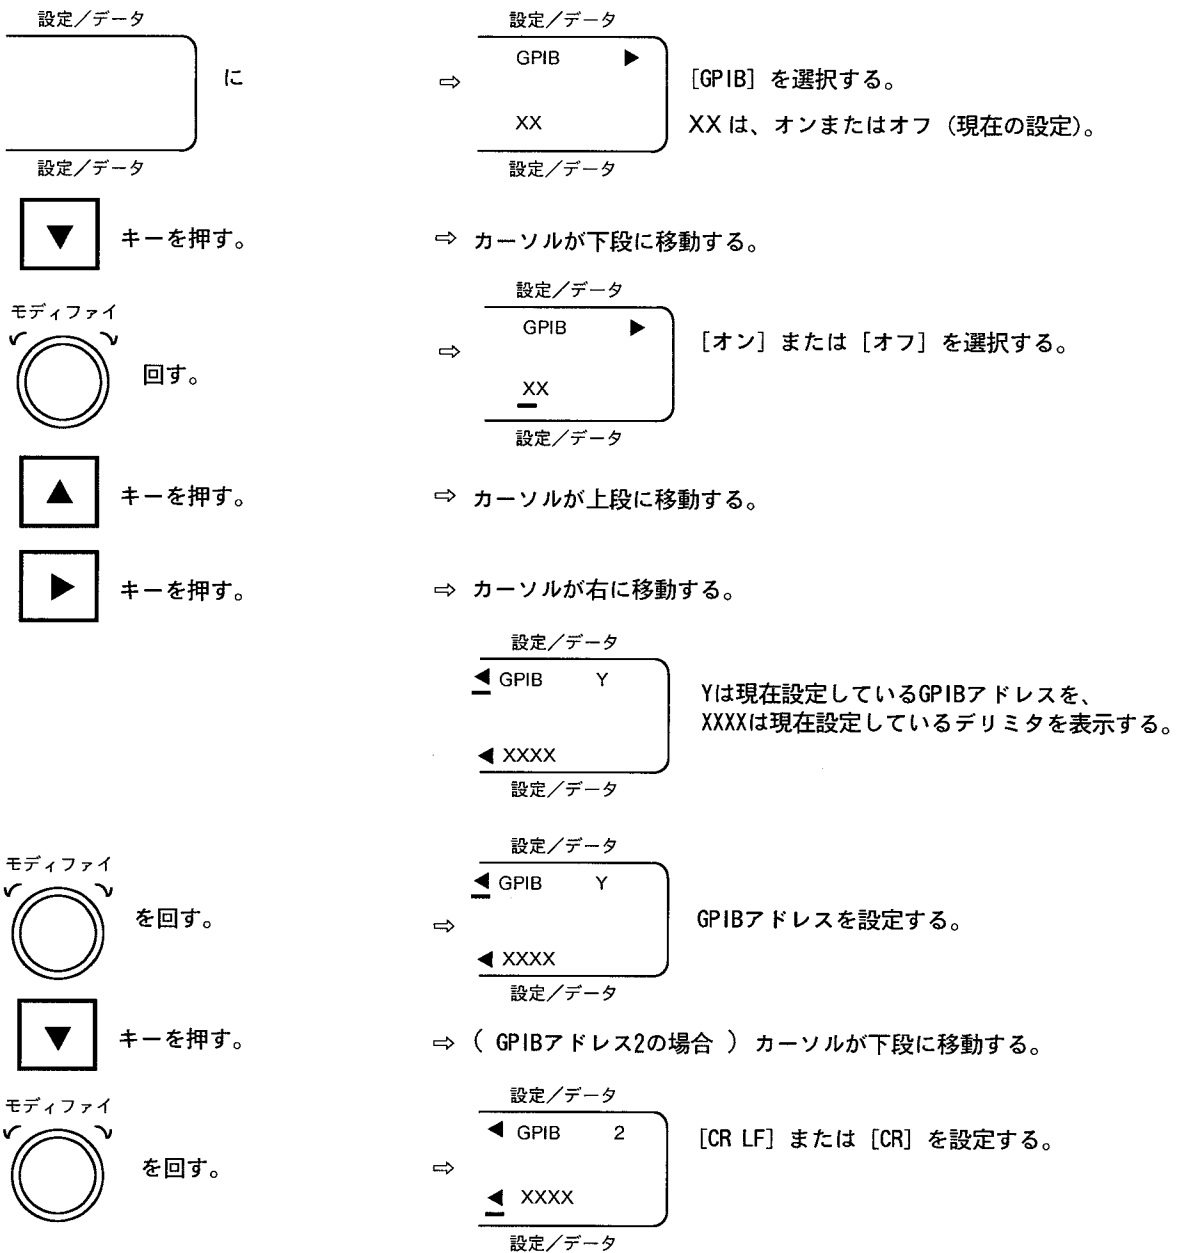 設定／データ
に
設定／データ
設定／データ
⇨
GPIB ▶
XX
設定／データ
[GPIB] を選択する。
XXは、オンまたはオフ（現在の設定）。
▼ キーを押す。
⇨ カーソルが下段に移動する。
モディファイ
回す。
設定／データ
⇨
GPIB ▶
XX
設定／データ
[オン] または [オフ] を選択する。
▲ キーを押す。
⇨ カーソルが上段に移動する。
▶ キーを押す。
⇨ カーソルが右に移動する。
設定／データ
◀ GPIB Y
◀ XXXX
設定／データ
Yは現在設定しているGPIBアドレスを、
XXXXは現在設定しているデリミタを表示する。
モディファイ
を回す。
設定／データ
⇨
◀ GPIB Y
◀ XXXX
設定／データ
GPIBアドレスを設定する。
▼ キーを押す。
⇨ ( GPIBアドレス2の場合 ) カーソルが下段に移動する。
モディファイ
を回す。
設定／データ
⇨
◀ GPIB 2
◀ XXXX
設定／データ
[CR LF] または [CR] を設定する。